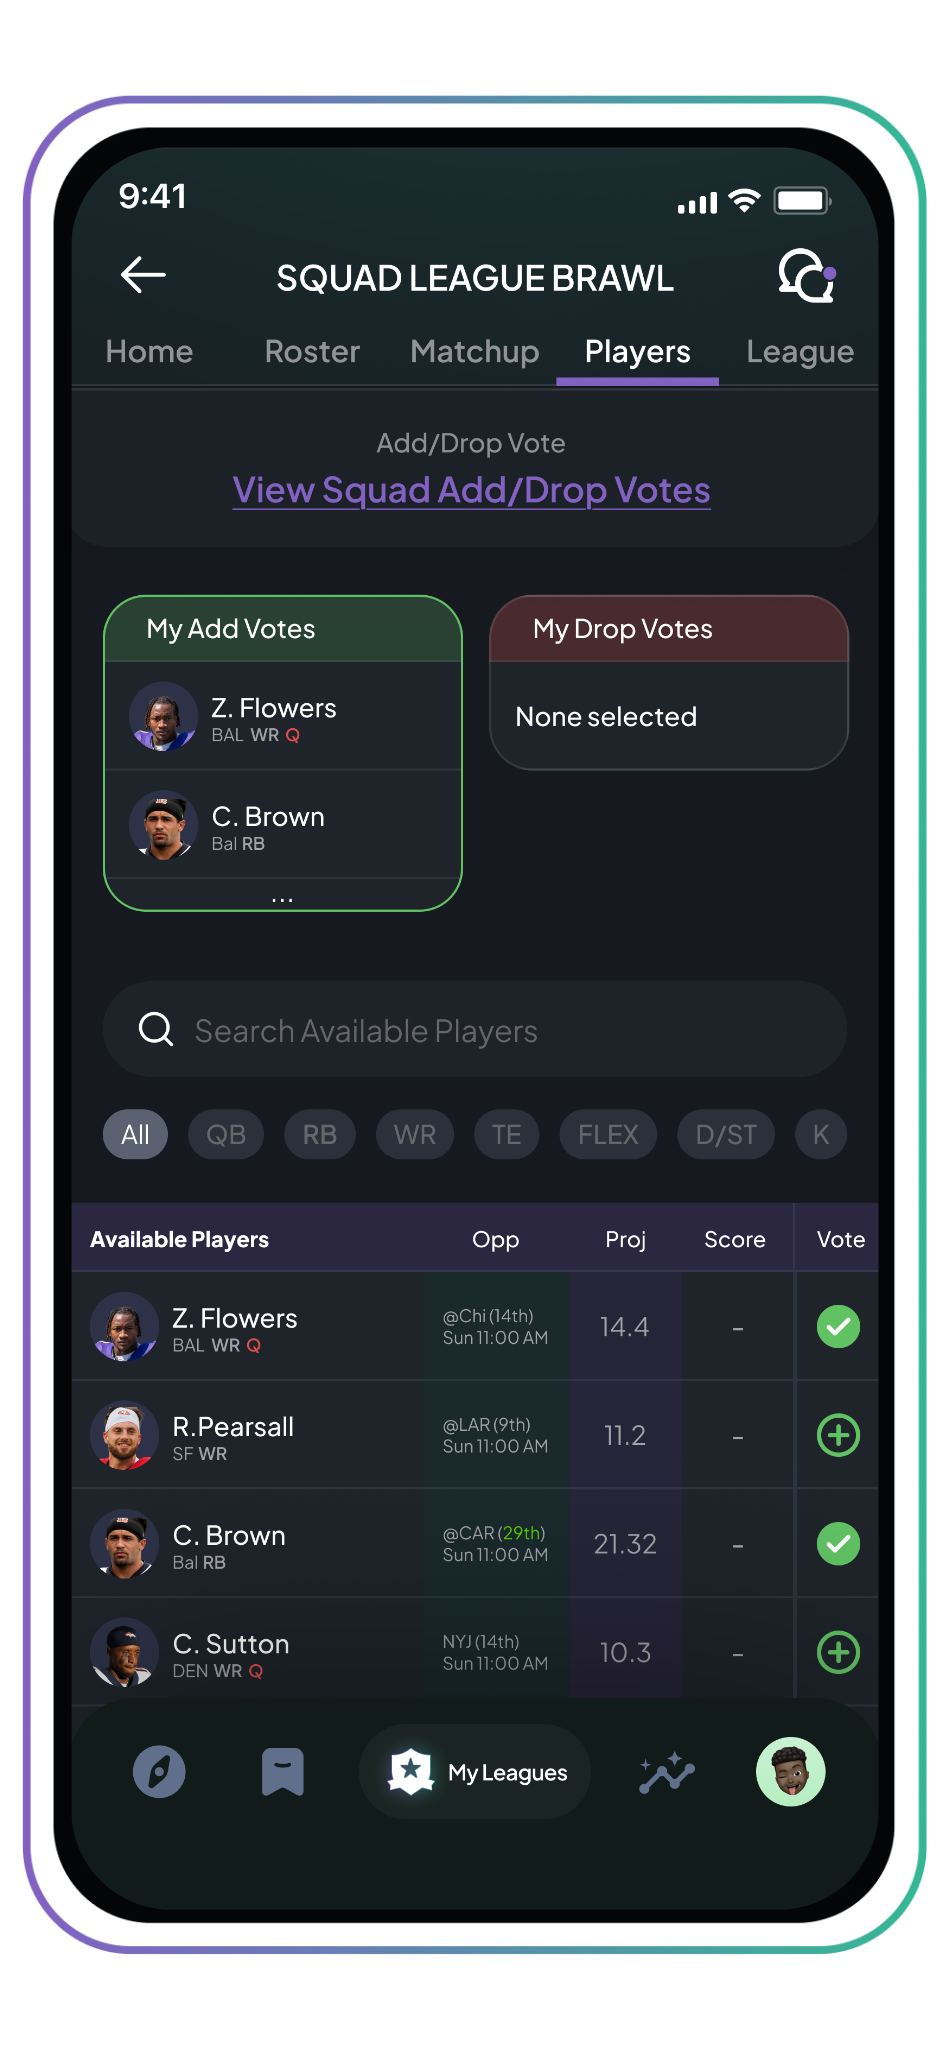 9:41
SQUAD LEAGUE BRAWL
Home Roster Matchup Players League
Add/Drop Vote
View Squad Add/Drop Votes
My Add Votes
Z. Flowers
BAL WR Q
C. Brown
Bal RB
...
My Drop Votes
None selected
Search Available Players
All QB RB WR TE FLEX D/ST K
Available Players Opp Proj Score Vote
Z. Flowers
BAL WR Q
@Chi (14th)
Sun 11:00 AM
14.4 -
R.Pearsall
SF WR
@LAR (9th)
Sun 11:00 AM
11.2 -
C. Brown
Bal RB
@CAR (29th)
Sun 11:00 AM
21.32 -
C. Sutton
DEN WR Q
NYJ (14th)
Sun 11:00 AM
10.3 -
My Leagues